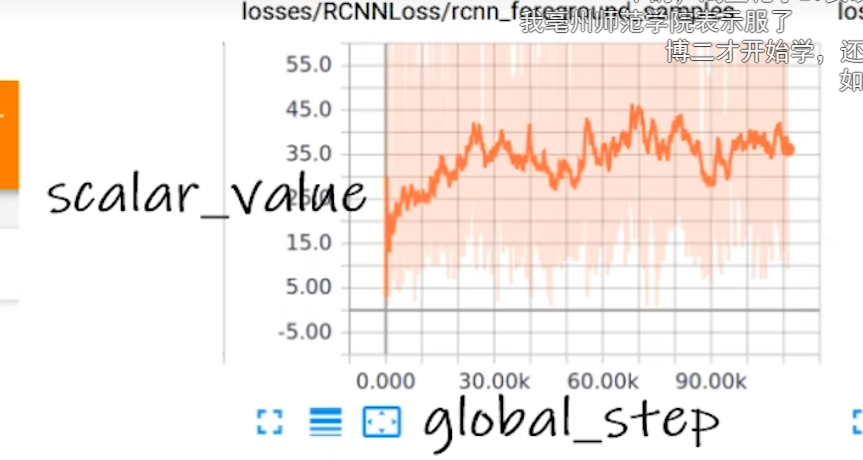 losses/RCNNLoss/rcnn_foreground_samples
我亳州师范学院表示服了
博二才开始学，还
如
55.0
45.0
35.0
scalar_value
15.0
5.00
-5.00
0.000 30.00k 60.00k 90.00k
global_step